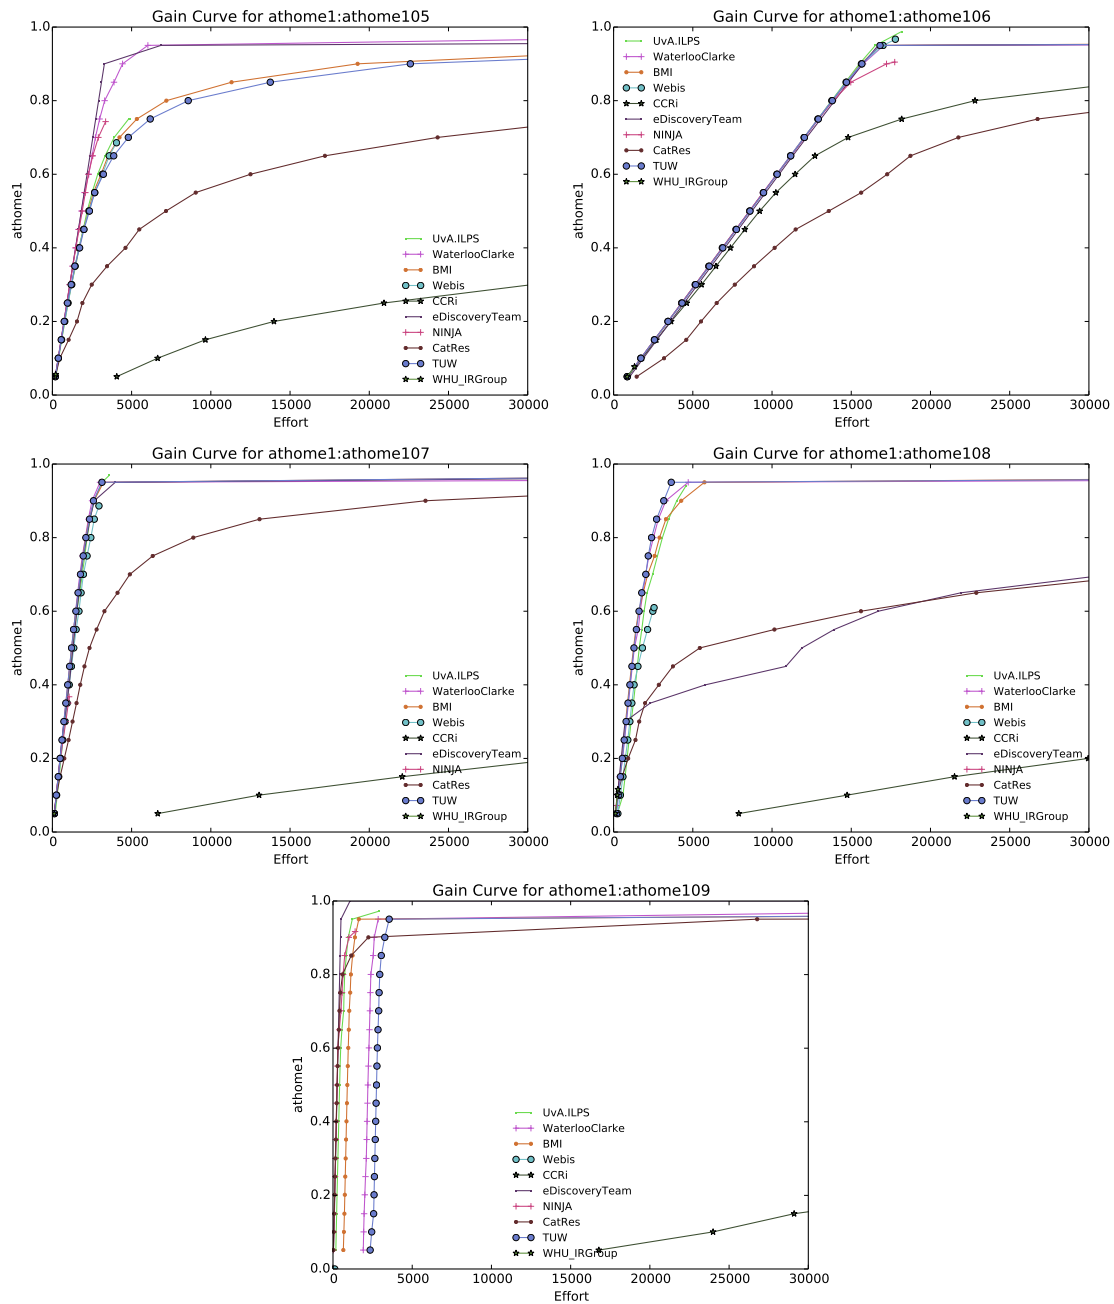 Gain Curve for athome1:athome105
1.0
0.8
0.6
0.4
0.2
0.0
athome1
UvA.ILPS
WaterlooClarke
BMI
Webis
CCRi
eDiscoveryTeam
NINJA
CatRes
TUW
WHU_IRGroup
0 5000 10000 15000 20000 25000 30000
Effort
Gain Curve for athome1:athome106
1.0
0.8
0.6
0.4
0.2
0.0
athome1
UvA.ILPS
WaterlooClarke
BMI
Webis
CCRi
eDiscoveryTeam
NINJA
CatRes
TUW
WHU_IRGroup
0 5000 10000 15000 20000 25000 30000
Effort
Gain Curve for athome1:athome107
1.0
0.8
0.6
0.4
0.2
0.0
athome1
UvA.ILPS
WaterlooClarke
BMI
Webis
CCRi
eDiscoveryTeam
NINJA
CatRes
TUW
WHU_IRGroup
0 5000 10000 15000 20000 25000 30000
Effort
Gain Curve for athome1:athome108
1.0
0.8
0.6
0.4
0.2
0.0
athome1
UvA.ILPS
WaterlooClarke
BMI
Webis
CCRi
eDiscoveryTeam
NINJA
CatRes
TUW
WHU_IRGroup
0 5000 10000 15000 20000 25000 30000
Effort
Gain Curve for athome1:athome109
1.0
0.8
0.6
0.4
0.2
0.0
athome1
UvA.ILPS
WaterlooClarke
BMI
Webis
CCRi
eDiscoveryTeam
NINJA
CatRes
TUW
WHU_IRGroup
0 5000 10000 15000 20000 25000 30000
Effort